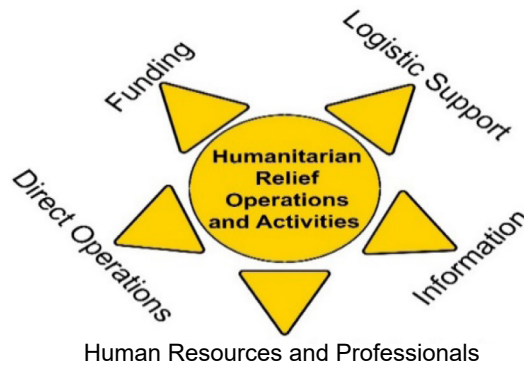 Funding
Logistic Support
Humanitarian
Relief
Operations
and Activities
Direct Operations
Information
Human Resources and Professionals